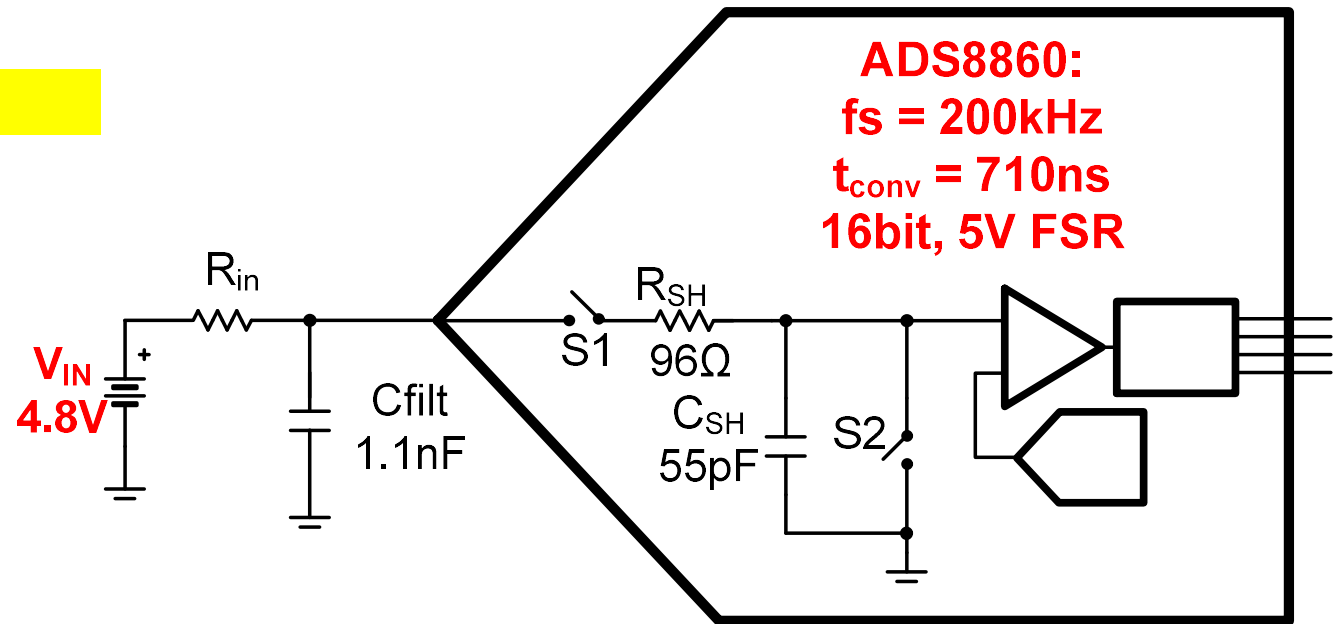 ADS8860:
fs = 200kHz
tconv = 710ns
16bit, 5V FSR
Rin
RSH
S1
96Ω
VIN
4.8V
+
Cfilt
1.1nF
CSH
55pF
S2